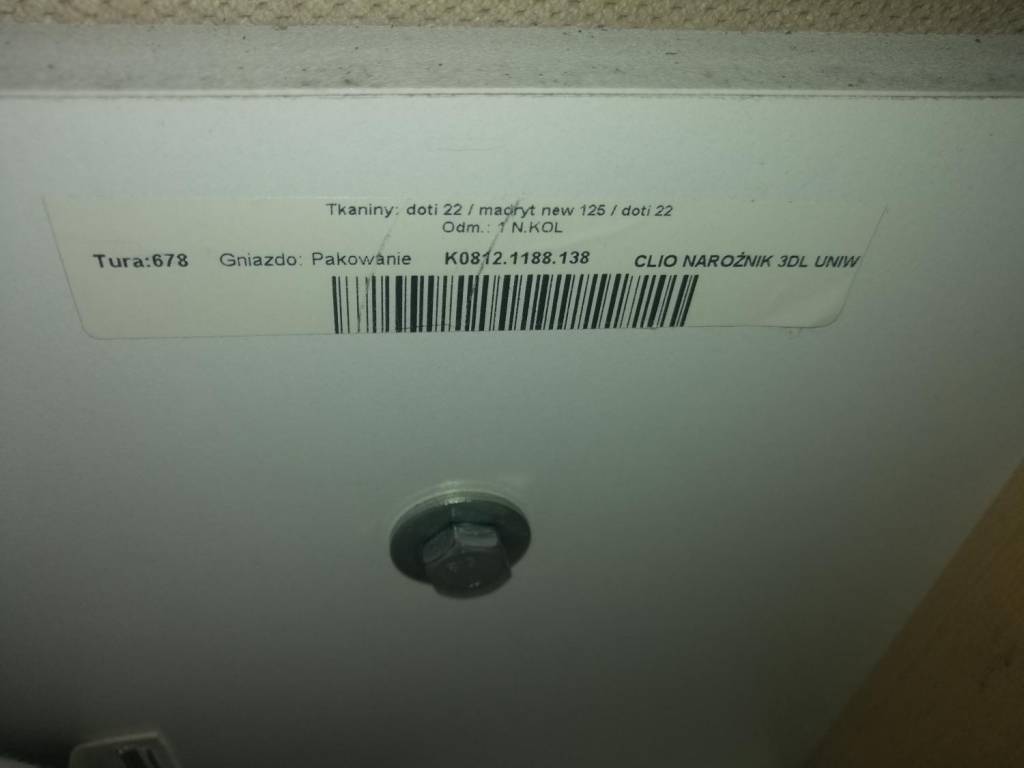 Tkaniny: doti 22 / madryt new 125 / doti 22
Odm.: 1 N.KOL
Tura:678 Gniazdo: Pakowanie K0812.1188.138 CLIO NAROŻNIK 3DL UNIW